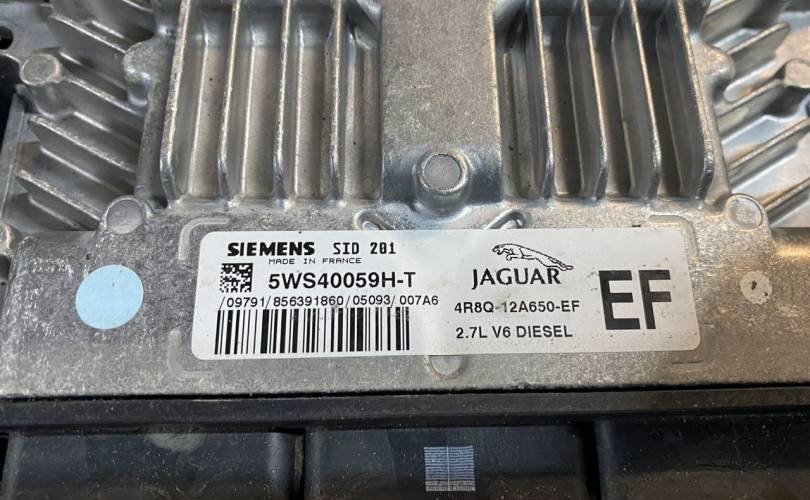 SIEMENS SID 201
MADE IN FRANCE
5WS40059H-T
/09791/856391860/05093/007A6
JAGUAR
4R8Q-12A650-EF
2.7L V6 DIESEL
EF